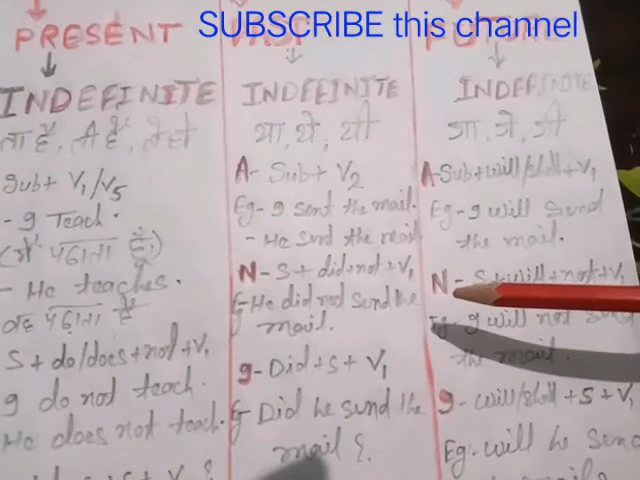 SUBSCRIBE this channel
PRESENT
INDEFINITE
ता है, ती है, ते है
Sub+ V1/V5
- I Teach.
पढ़ाता हूँ।)
- He teaches.
वह पढ़ाता है
S + do/does+not+V1
I do not teach.
He does not teach.
PAST
INDEFINITE
था, थे, थी
A- Sub+ V2
Eg- I sent the mail.
- He send the mail
N- S+ did+not+V1
Eg-He did not send the
mail.
I- Did+S+ V1
Eg Did he send the
mail ?
FUTURE
INDEFINITE
गा, गे, गी
A-Sub+will/shall+V1
Eg-I will send
the mail.
N- S+will+not+V1
Eg-I will not send
the mail.
I- will/shall+S+V1
Eg-will he send